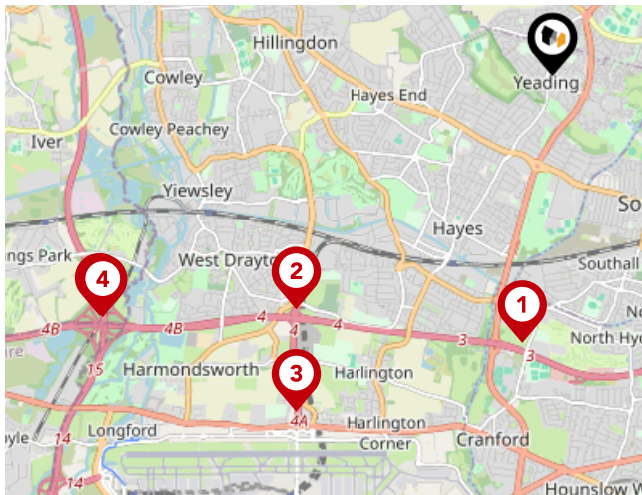 Hillingdon
Yeading
Cowley
Hayes End
Cowley Peachey
Iver
Yiewsley
So
Hayes
ngs Park
West Drayto
Southall
4
2
1
No
4B
4B
4
4
4
3
3
North Hyd
15
Harmondsworth
3
Harlington
4A
oyle
14
Longford
Harlington
Corner
Cranford
14
Hounslow W